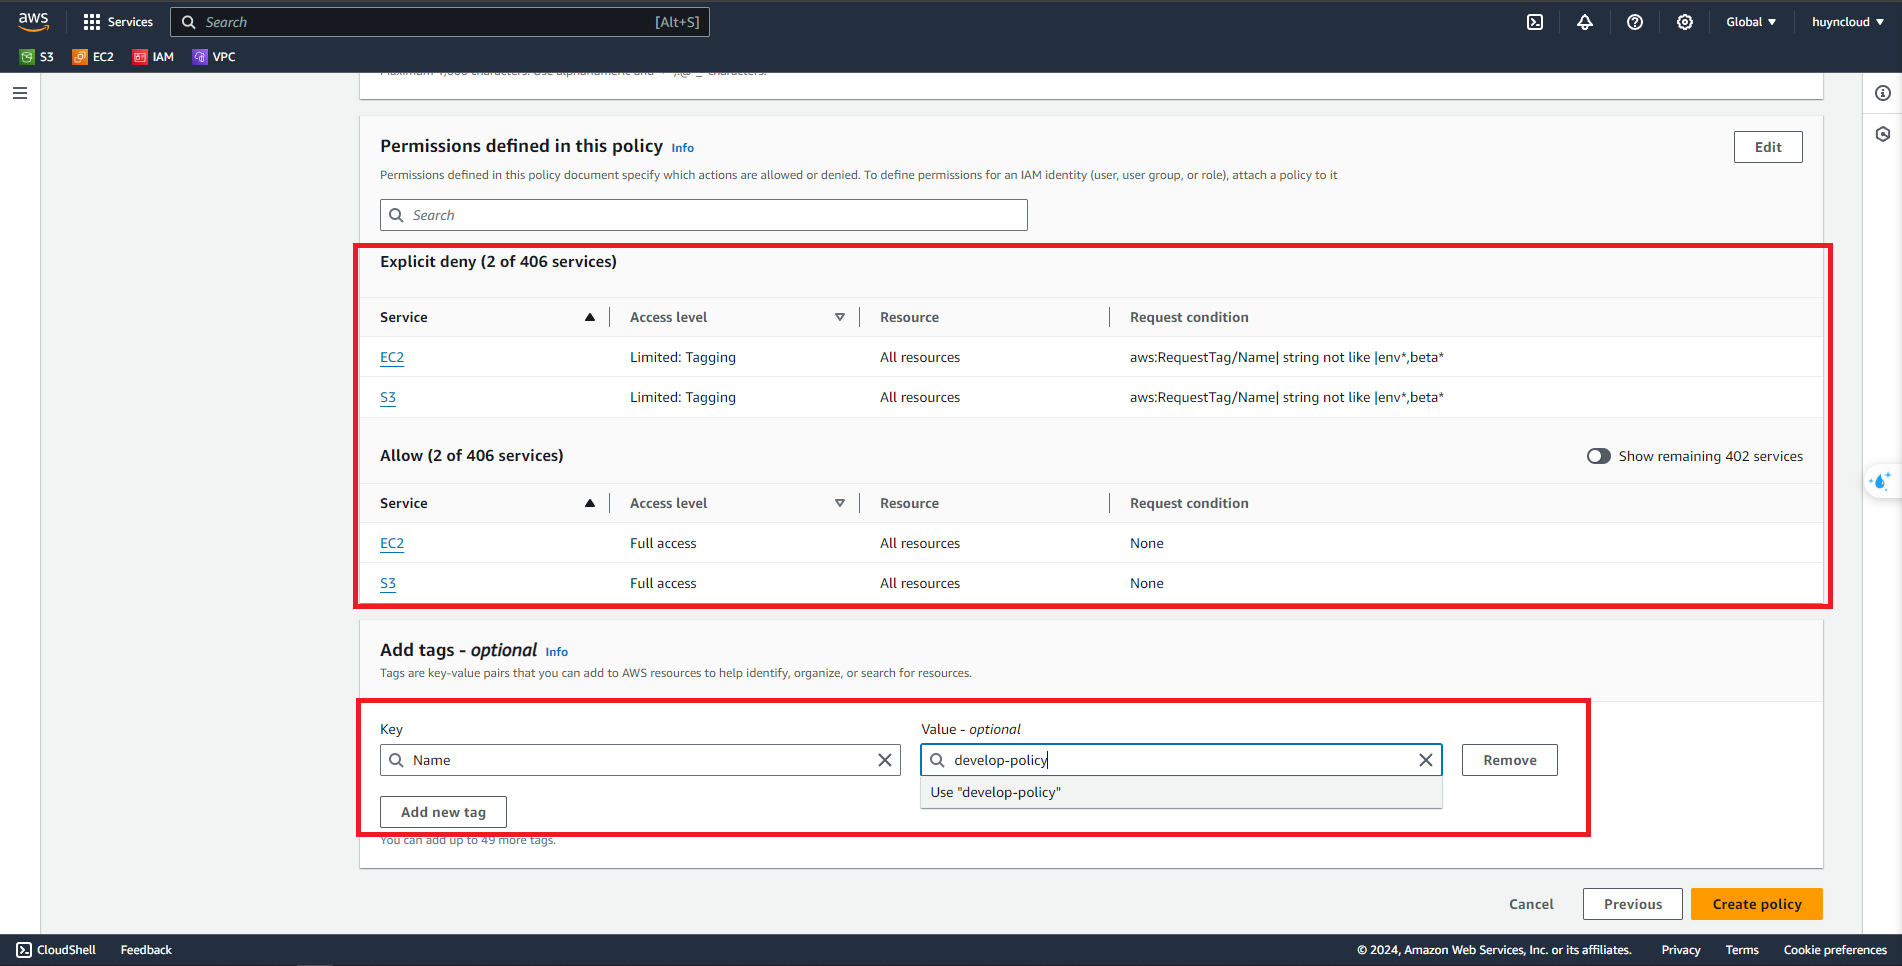 aws Services Search [Alt+S] Global ▼ huyncloud ▼
S3 EC2 IAM VPC
Maximum 1,000 characters. Use alphanumeric and '+=,.@-_' characters.
Permissions defined in this policy Info
Edit
Permissions defined in this policy document specify which actions are allowed or denied. To define permissions for an IAM identity (user, user group, or role), attach a policy to it
Search
Explicit deny (2 of 406 services)
Service Access level Resource Request condition
EC2 Limited: Tagging All resources aws:RequestTag/Name| string not like |env*,beta*
S3 Limited: Tagging All resources aws:RequestTag/Name| string not like |env*,beta*
Allow (2 of 406 services)
Show remaining 402 services
Service Access level Resource Request condition
EC2 Full access All resources None
S3 Full access All resources None
Add tags - optional Info
Tags are key-value pairs that you can add to AWS resources to help identify, organize, or search for resources.
Key Value - optional
Name develop-policy Remove
Use "develop-policy"
Add new tag
You can add up to 49 more tags.
Cancel Previous Create policy
CloudShell Feedback © 2024, Amazon Web Services, Inc. or its affiliates. Privacy Terms Cookie preferences